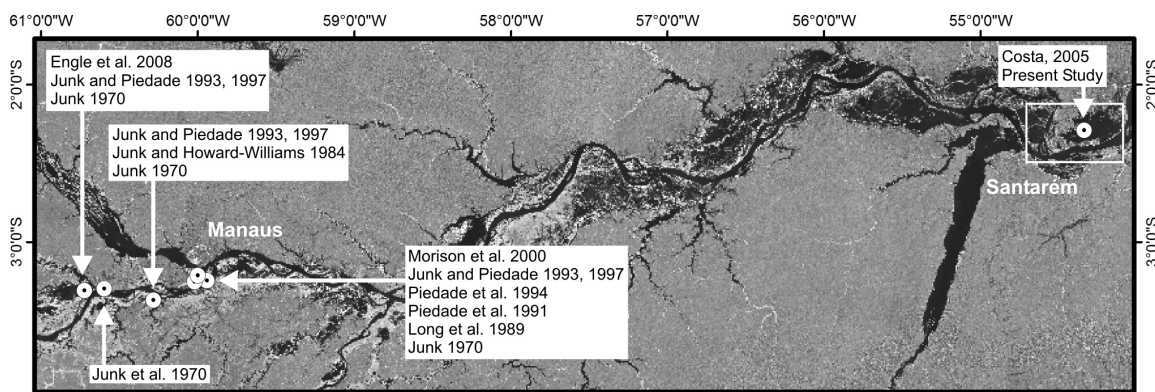 61°0'0"W 60°0'0"W 59°0'0"W 58°0'0"W 57°0'0"W 56°0'0"W 55°0'0"W
2°0'0"S
3°0'0"S
Engle et al. 2008
Junk and Piedade 1993, 1997
Junk 1970
Junk and Piedade 1993, 1997
Junk and Howard-Williams 1984
Junk 1970
Manaus
Junk et al. 1970
Morison et al. 2000
Junk and Piedade 1993, 1997
Piedade et al. 1994
Piedade et al. 1991
Long et al. 1989
Junk 1970
Costa, 2005
Present Study
Santarém
2°0'0"S
3°0'0"S